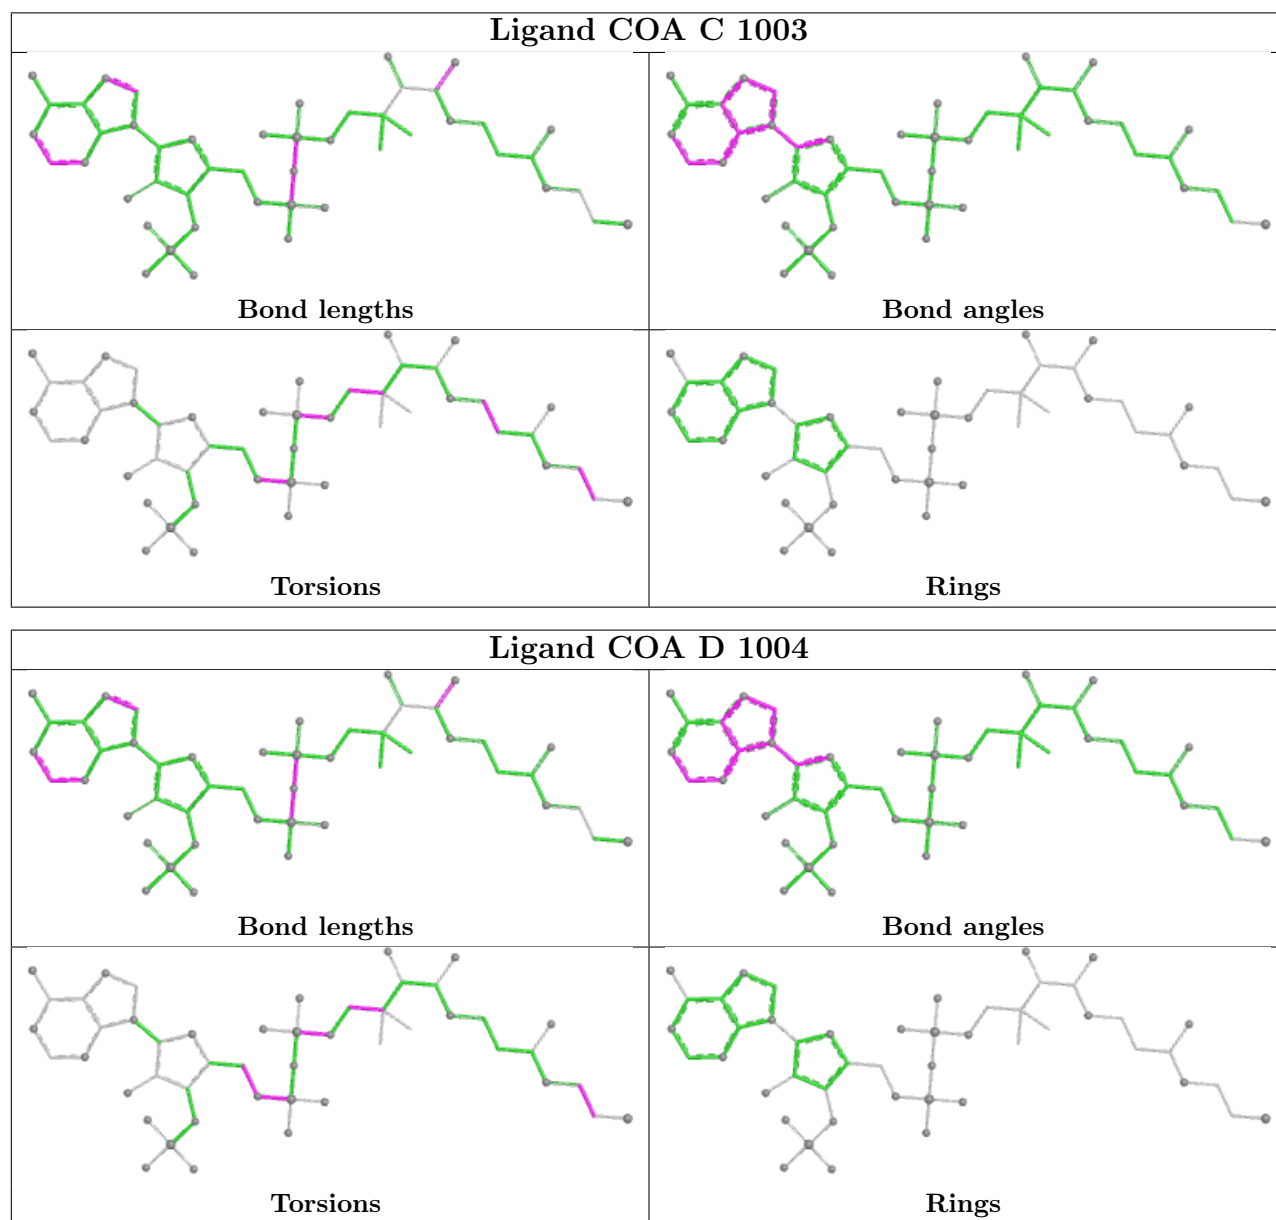 Ligand COA C 1003
Bond lengths
Bond angles
Torsions
Rings
Ligand COA D 1004
Bond lengths
Bond angles
Torsions
Rings